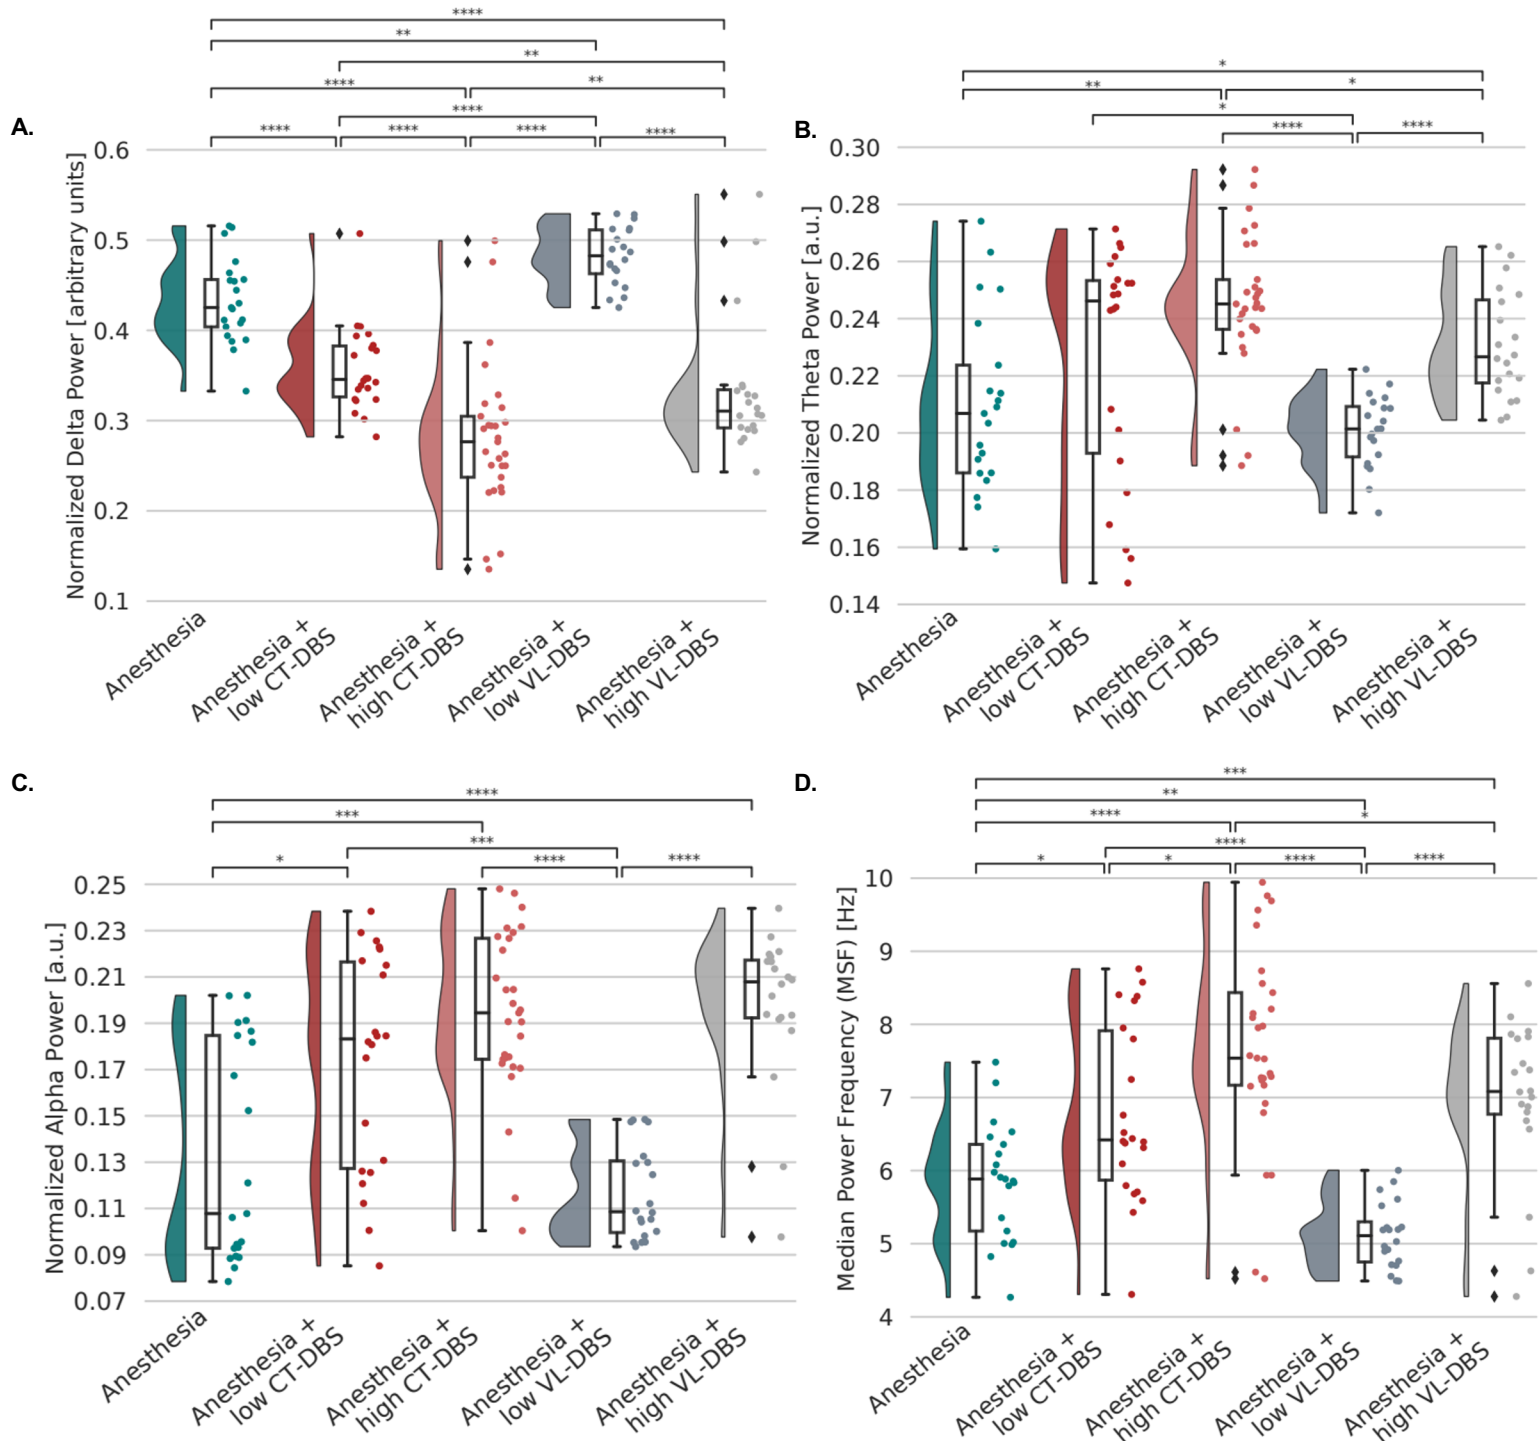 ****
**
**
**** **
****
**** **** **** ****
A.
Normalized Delta Power [arbitrary units]
0.6
0.5
0.4
0.3
0.2
0.1
Anesthesia
Anesthesia +
low CT-DBS
Anesthesia +
high CT-DBS
Anesthesia +
low VL-DBS
Anesthesia +
high VL-DBS
*
** *
*
**** ****
B.
Normalized Theta Power [a.u.]
0.30
0.28
0.26
0.24
0.22
0.20
0.18
0.16
0.14
Anesthesia
Anesthesia +
low CT-DBS
Anesthesia +
high CT-DBS
Anesthesia +
low VL-DBS
Anesthesia +
high VL-DBS
C.
****
***
***
* **** ****
Normalized Alpha Power [a.u.]
0.25
0.23
0.21
0.19
0.17
0.15
0.13
0.11
0.09
0.07
Anesthesia
Anesthesia +
low CT-DBS
Anesthesia +
high CT-DBS
Anesthesia +
low VL-DBS
Anesthesia +
high VL-DBS
D.
***
**
**** *
****
* * **** ****
Median Power Frequency (MSF) [Hz]
10
9
8
7
6
5
4
Anesthesia
Anesthesia +
low CT-DBS
Anesthesia +
high CT-DBS
Anesthesia +
low VL-DBS
Anesthesia +
high VL-DBS